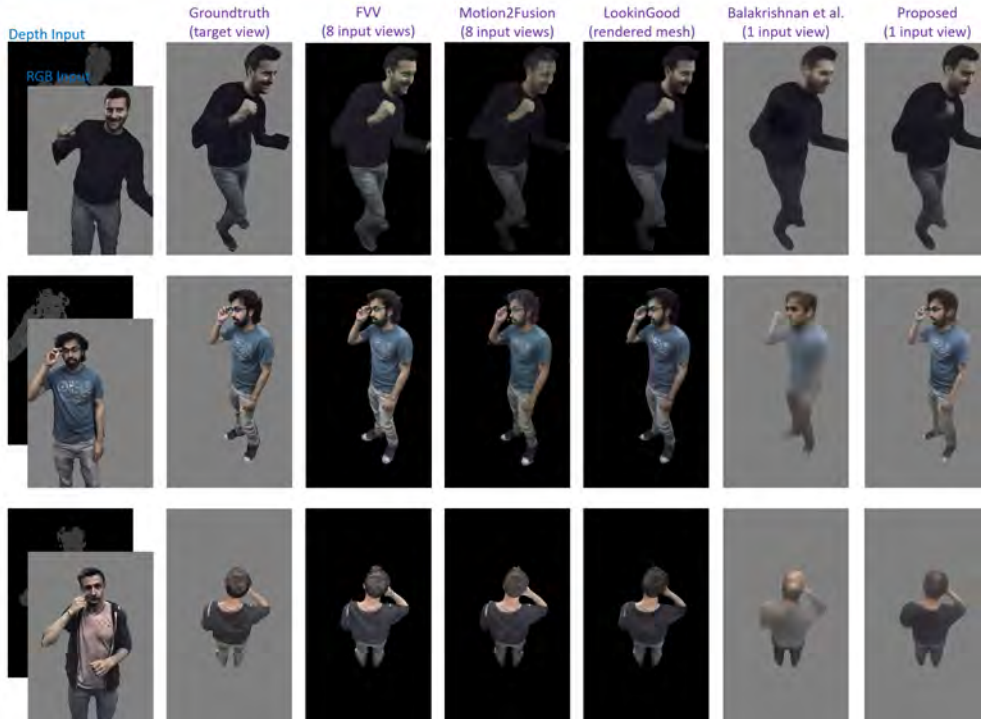 Depth Input
RGB Input
Groundtruth
(target view)
FVV
(8 input views)
Motion2Fusion
(8 input views)
LookinGood
(rendered mesh)
Balakrishnan et al.
(1 input view)
Proposed
(1 input view)